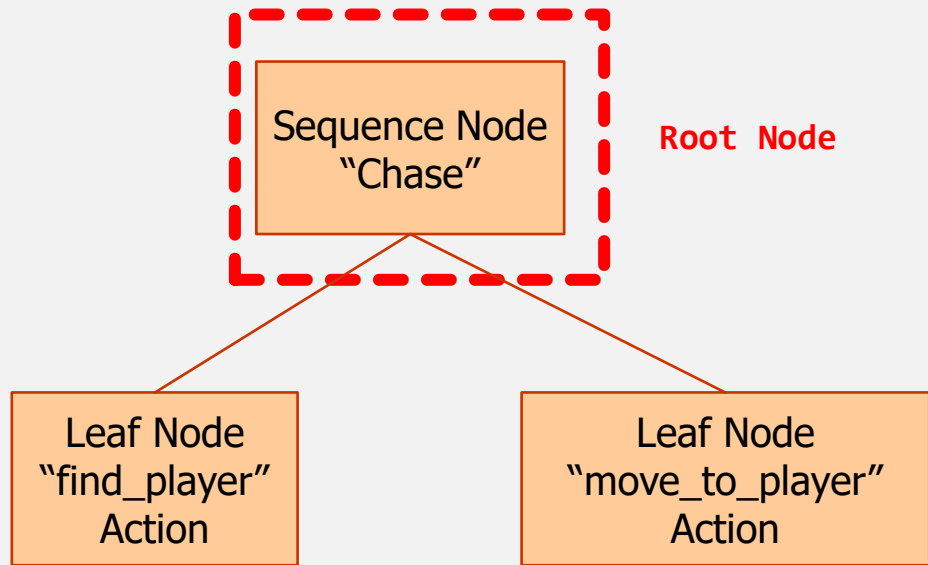 Sequence Node
“Chase”
Root Node
Leaf Node
“find_player”
Action
Leaf Node
“move_to_player”
Action